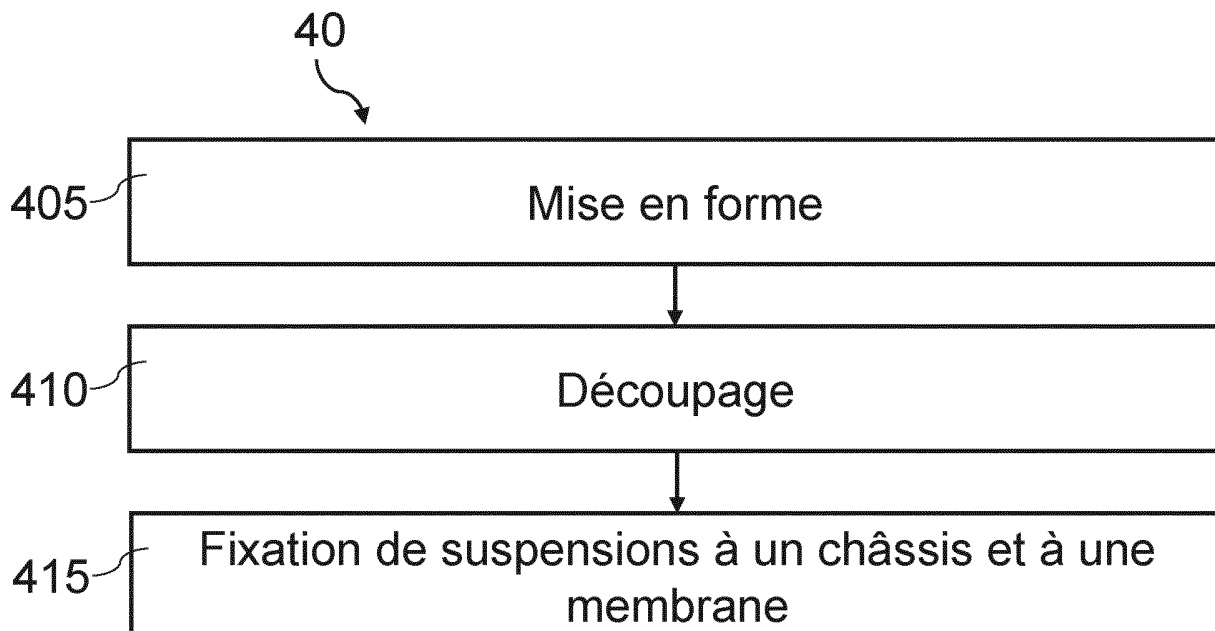 40
405
Mise en forme
410
Découpage
415
Fixation de suspensions à un châssis et à une
membrane